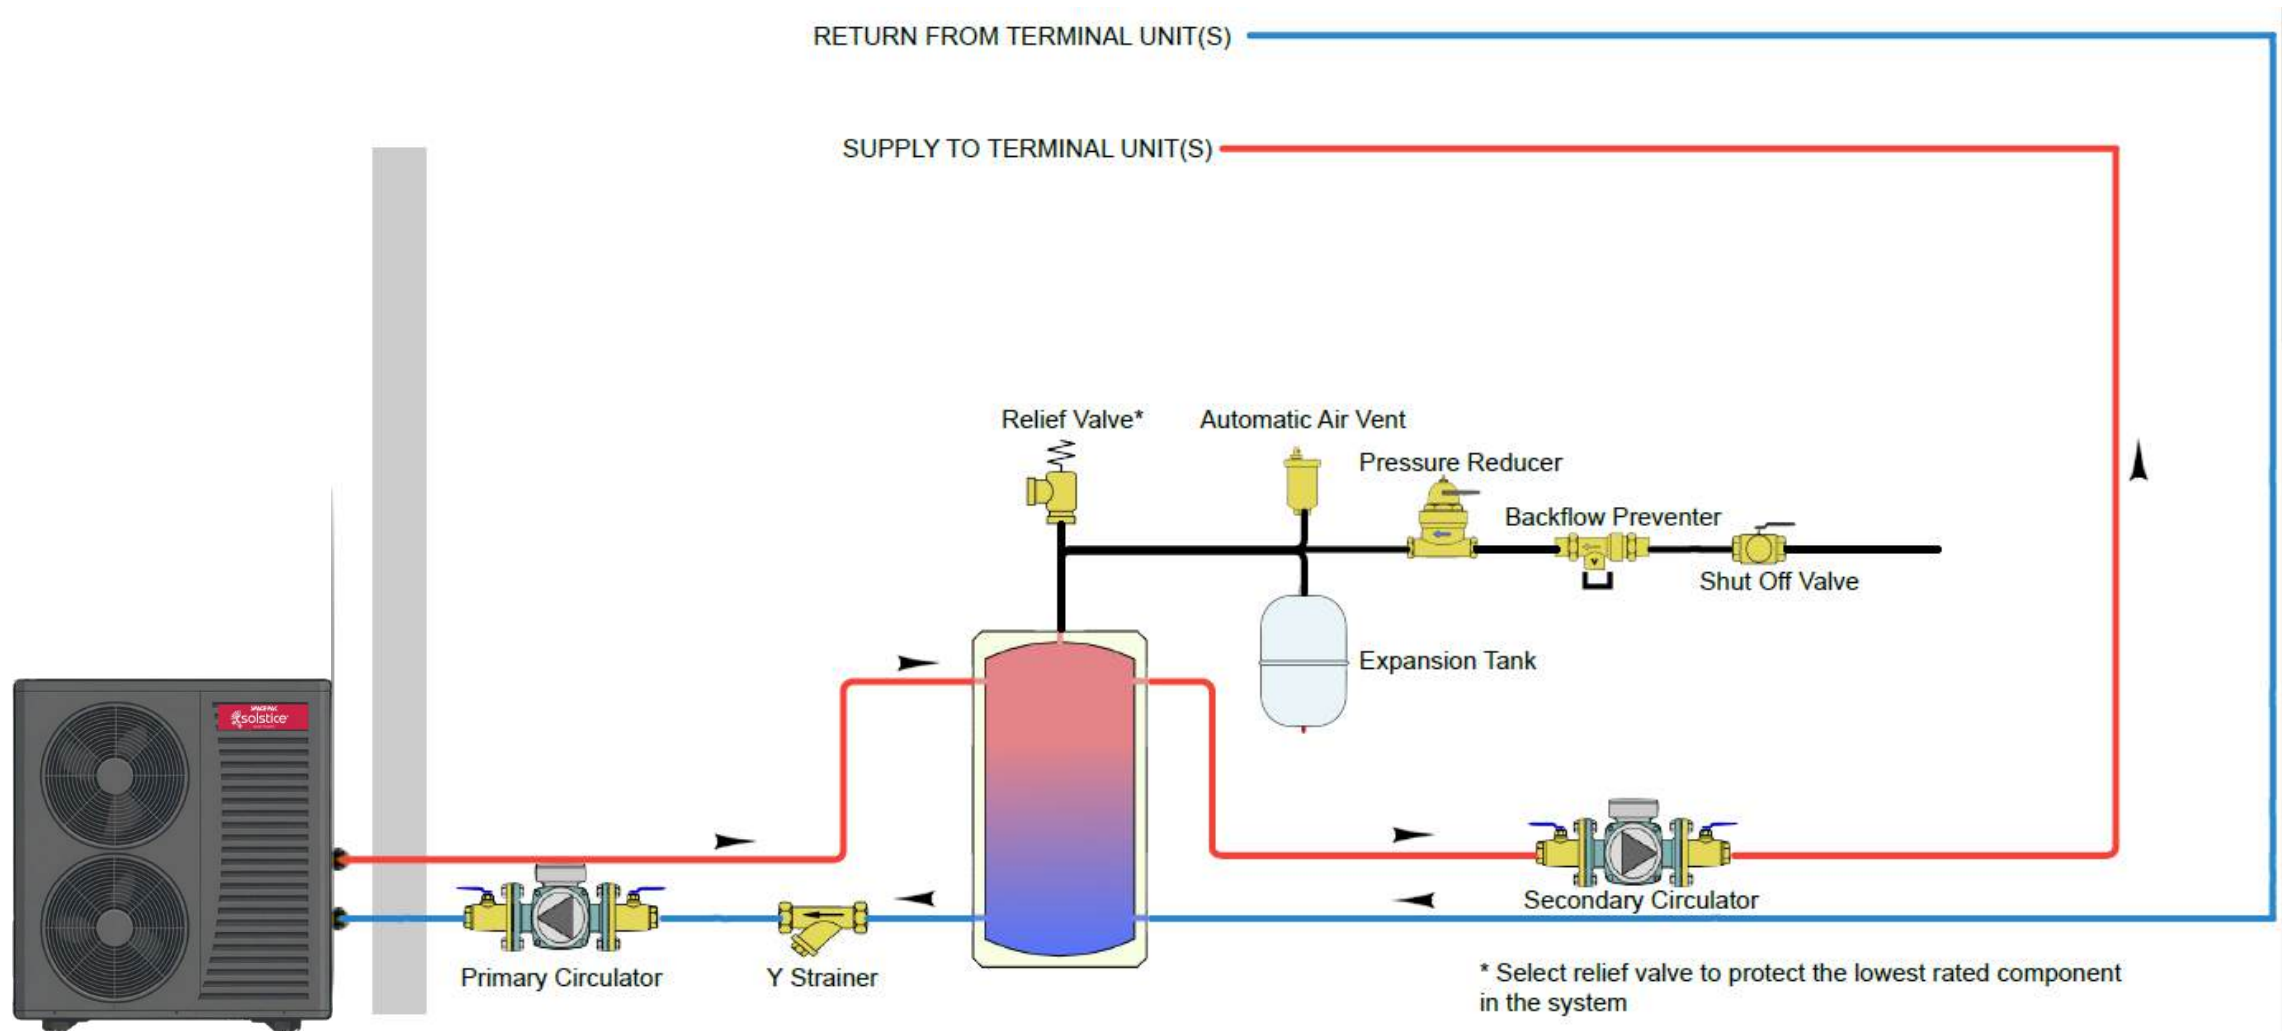 RETURN FROM TERMINAL UNIT(S)
SUPPLY TO TERMINAL UNIT(S)
Relief Valve*
Automatic Air Vent
Pressure Reducer
Backflow Preventer
Shut Off Valve
Expansion Tank
solstice
Secondary Circulator
Primary Circulator
Y Strainer
* Select relief valve to protect the lowest rated component
in the system